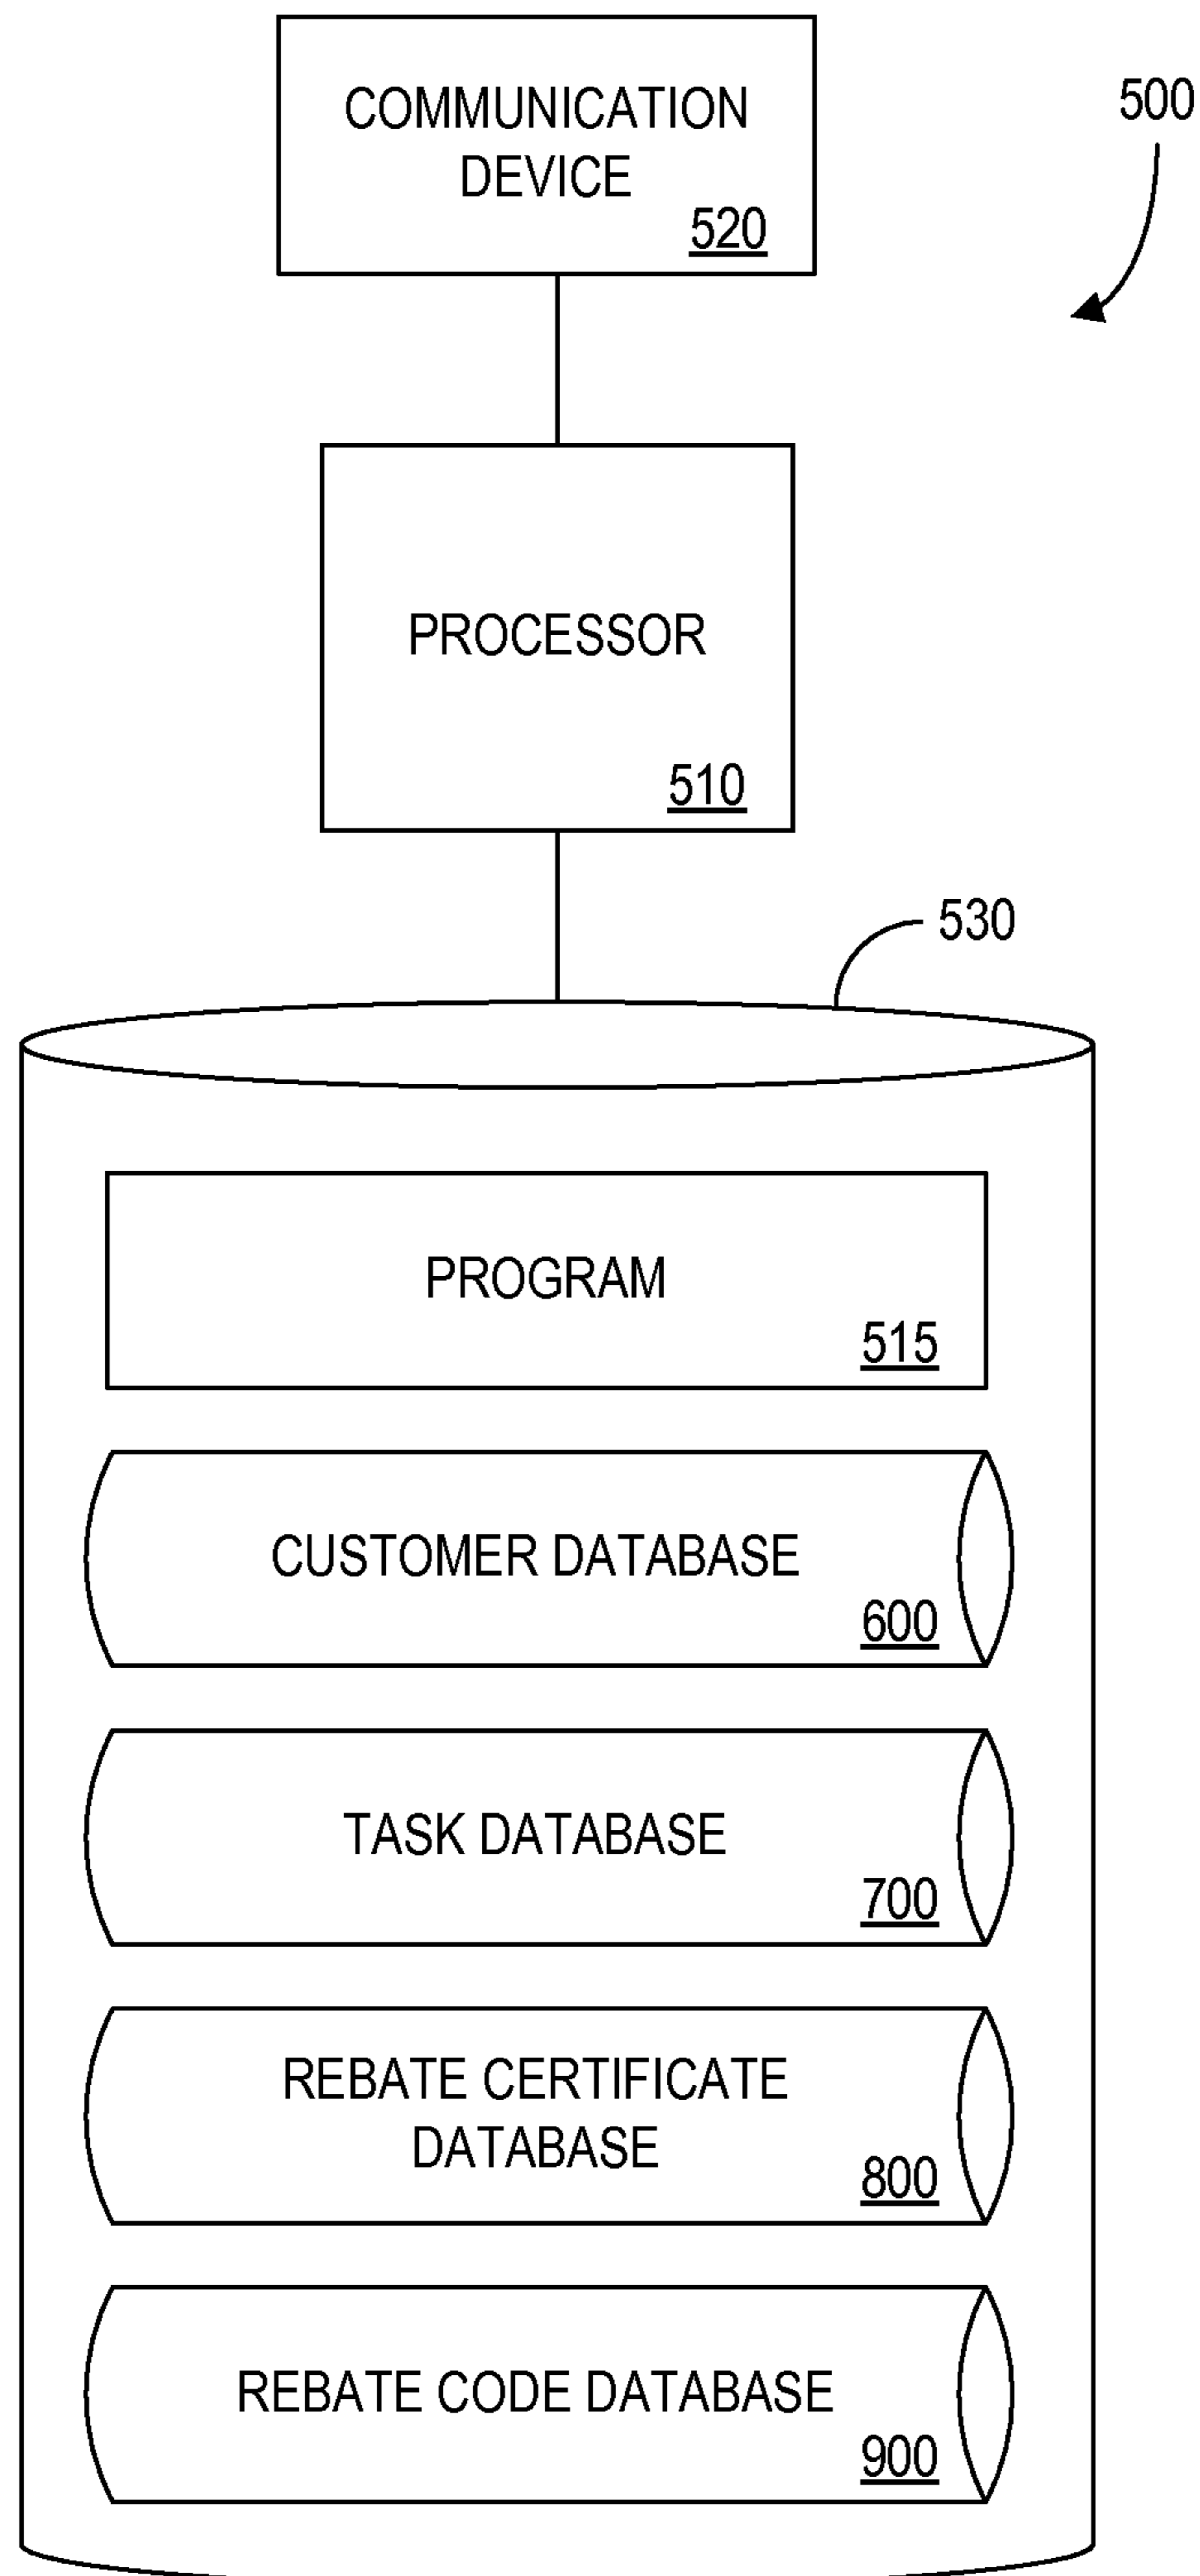 COMMUNICATION
DEVICE
520
500
PROCESSOR
510
530
PROGRAM
515
CUSTOMER DATABASE
600
TASK DATABASE
700
REBATE CERTIFICATE
DATABASE
800
REBATE CODE DATABASE
900